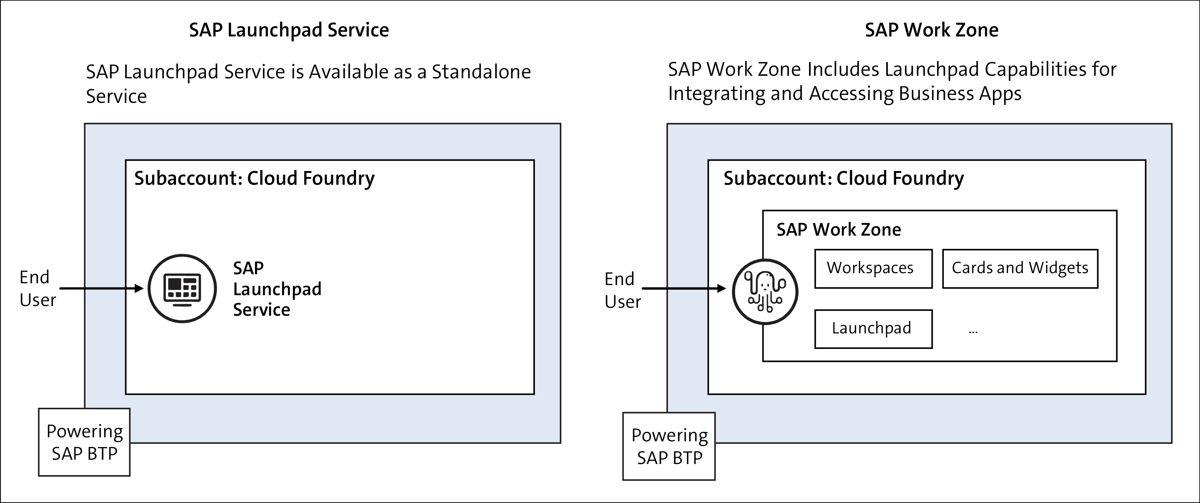 SAP Launchpad Service
SAP Launchpad Service is Available as a Standalone
Service
Subaccount: Cloud Foundry
End
User
SAP
Launchpad
Service
Powering
SAP BTP
SAP Work Zone
SAP Work Zone Includes Launchpad Capabilities for
Integrating and Accessing Business Apps
Subaccount: Cloud Foundry
SAP Work Zone
Workspaces
Cards and Widgets
End
User
Launchpad
...
Powering
SAP BTP